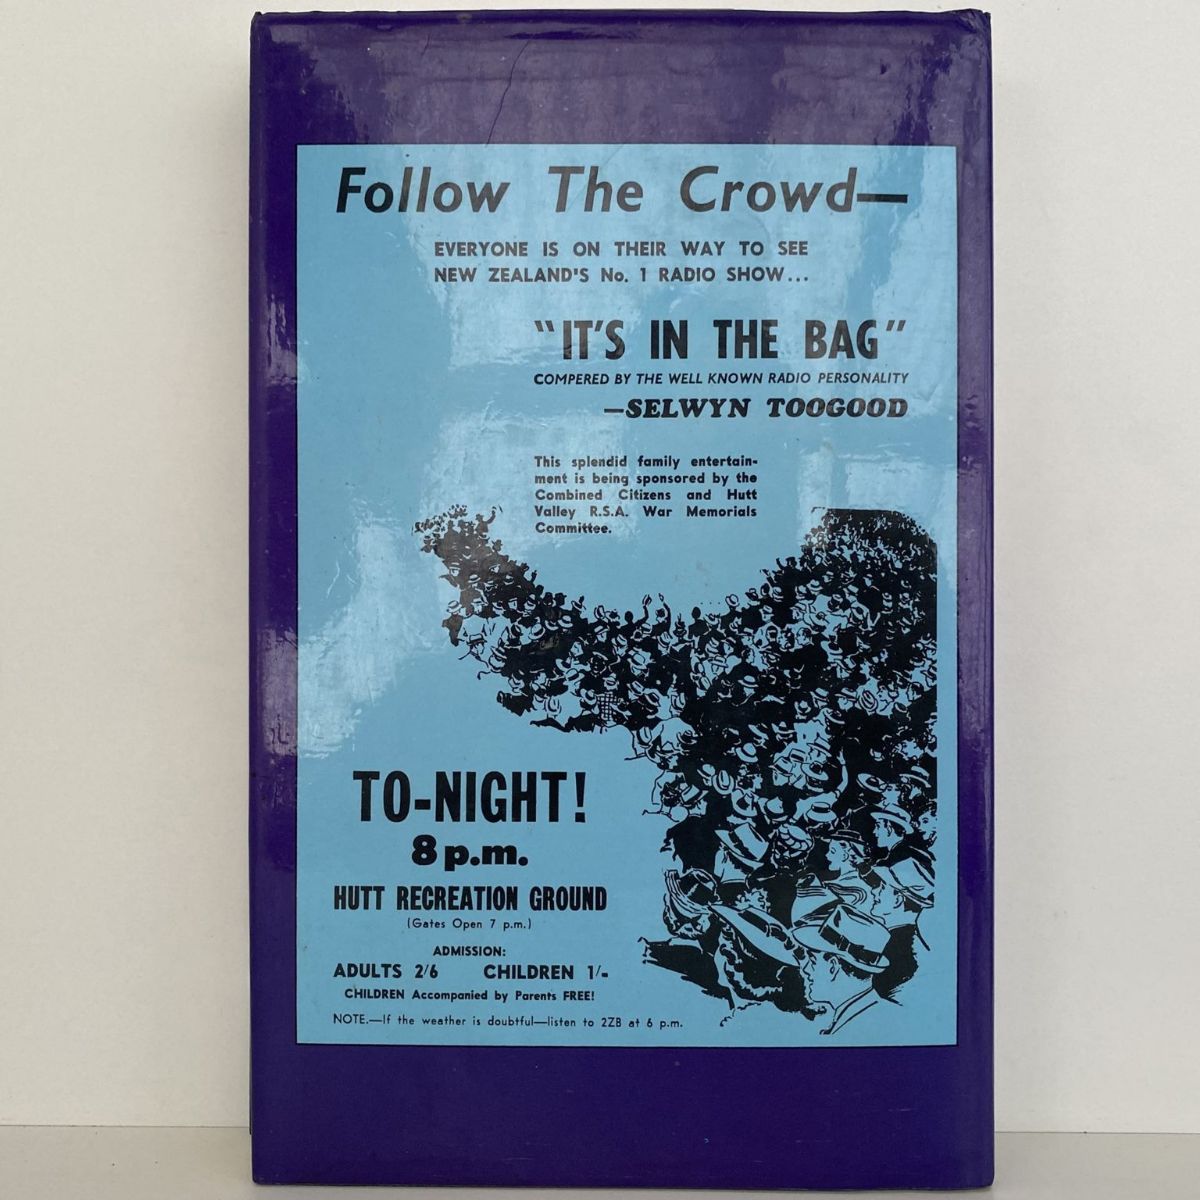 Follow The Crowd—
EVERYONE IS ON THEIR WAY TO SEE
NEW ZEALAND'S No. 1 RADIO SHOW...
"IT'S IN THE BAG"
COMPERED BY THE WELL KNOWN RADIO PERSONALITY
—SELWYN TOOGOOD
This splendid family entertain-
ment is being sponsored by the
Combined Citizens and Hutt
Valley R.S.A. War Memorials
Committee.
TO-NIGHT!
8 p.m.
HUTT RECREATION GROUND
(Gates Open 7 p.m.)
ADMISSION:
ADULTS 2/6 CHILDREN 1/-
CHILDREN Accompanied by Parents FREE!
NOTE.—If the weather is doubtful—listen to 2ZB at 6 p.m.